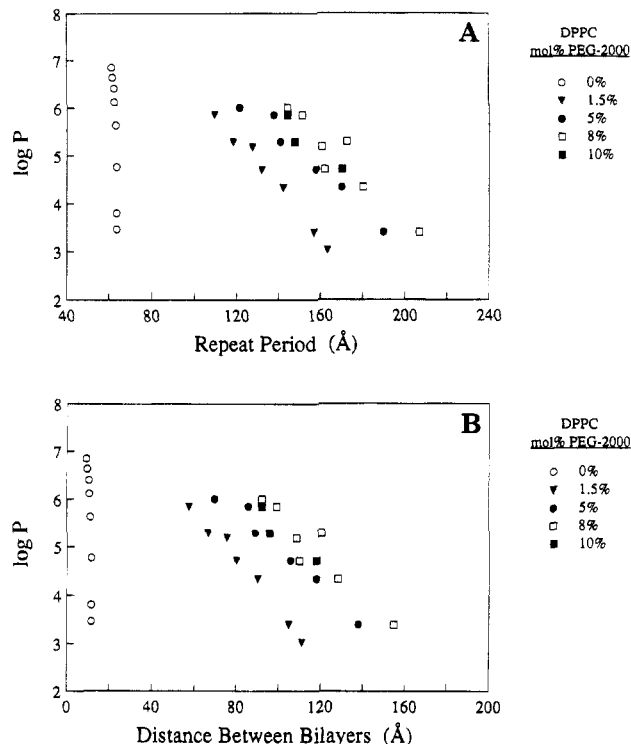 A
8
7
6
5
4
3
2
log P
40 80 120 160 200 240
Repeat Period (Å)
DPPC
mol% PEG-2000
0%
1.5%
5%
8%
10%
B
8
7
6
5
4
3
2
log P
0 40 80 120 160 200
Distance Between Bilayers (Å)
DPPC
mol% PEG-2000
0%
1.5%
5%
8%
10%